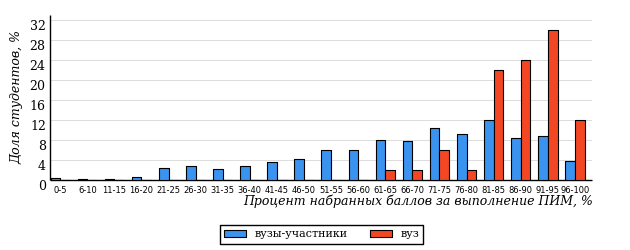 Доля студентов, %
32
28
24
20
16
12
8
4
0
0-5 6-10 11-15 16-20 21-25 26-30 31-35 36-40 41-45 46-50 51-55 56-60 61-65 66-70 71-75 76-80 81-85 86-90 91-95 96-100
Процент набранных баллов за выполнение ПИМ, %
вузы-участники вуз